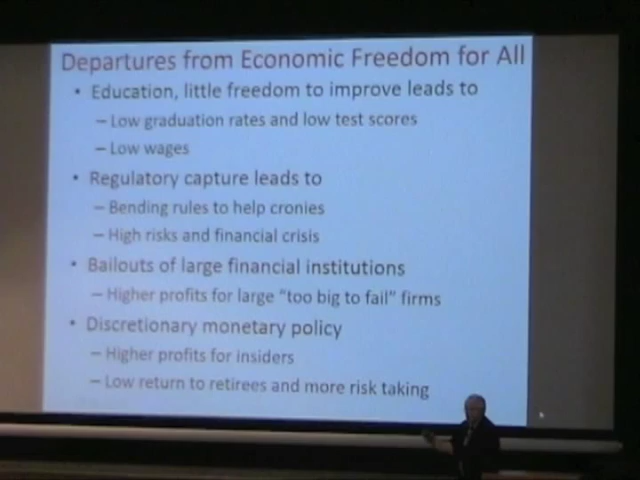 Departures from Economic Freedom for All
• Education, little freedom to improve leads to
– Low graduation rates and low test scores
– Low wages
• Regulatory capture leads to
– Bending rules to help cronies
– High risks and financial crisis
• Bailouts of large financial institutions
– Higher profits for large “too big to fail” firms
• Discretionary monetary policy
– Higher profits for insiders
– Low return to retirees and more risk taking